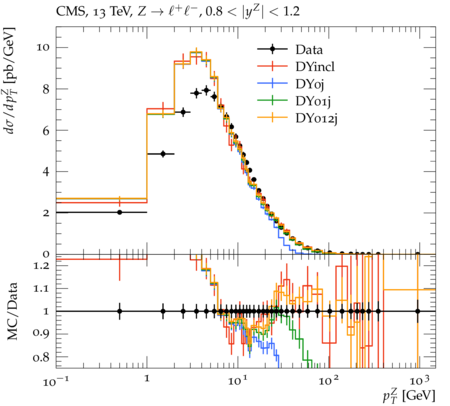 CMS, 13 TeV, Z → ℓ⁺ℓ⁻, 0.8 < |y^Z| < 1.2
dσ/dp_T^Z [pb/GeV]
10
8
6
4
2
0
Data
DYincl
DY0j
DY01j
DY012j
MC/Data
1.2
1.1
1
0.9
0.8
10⁻¹
1
10¹
10²
10³
p_T^Z [GeV]